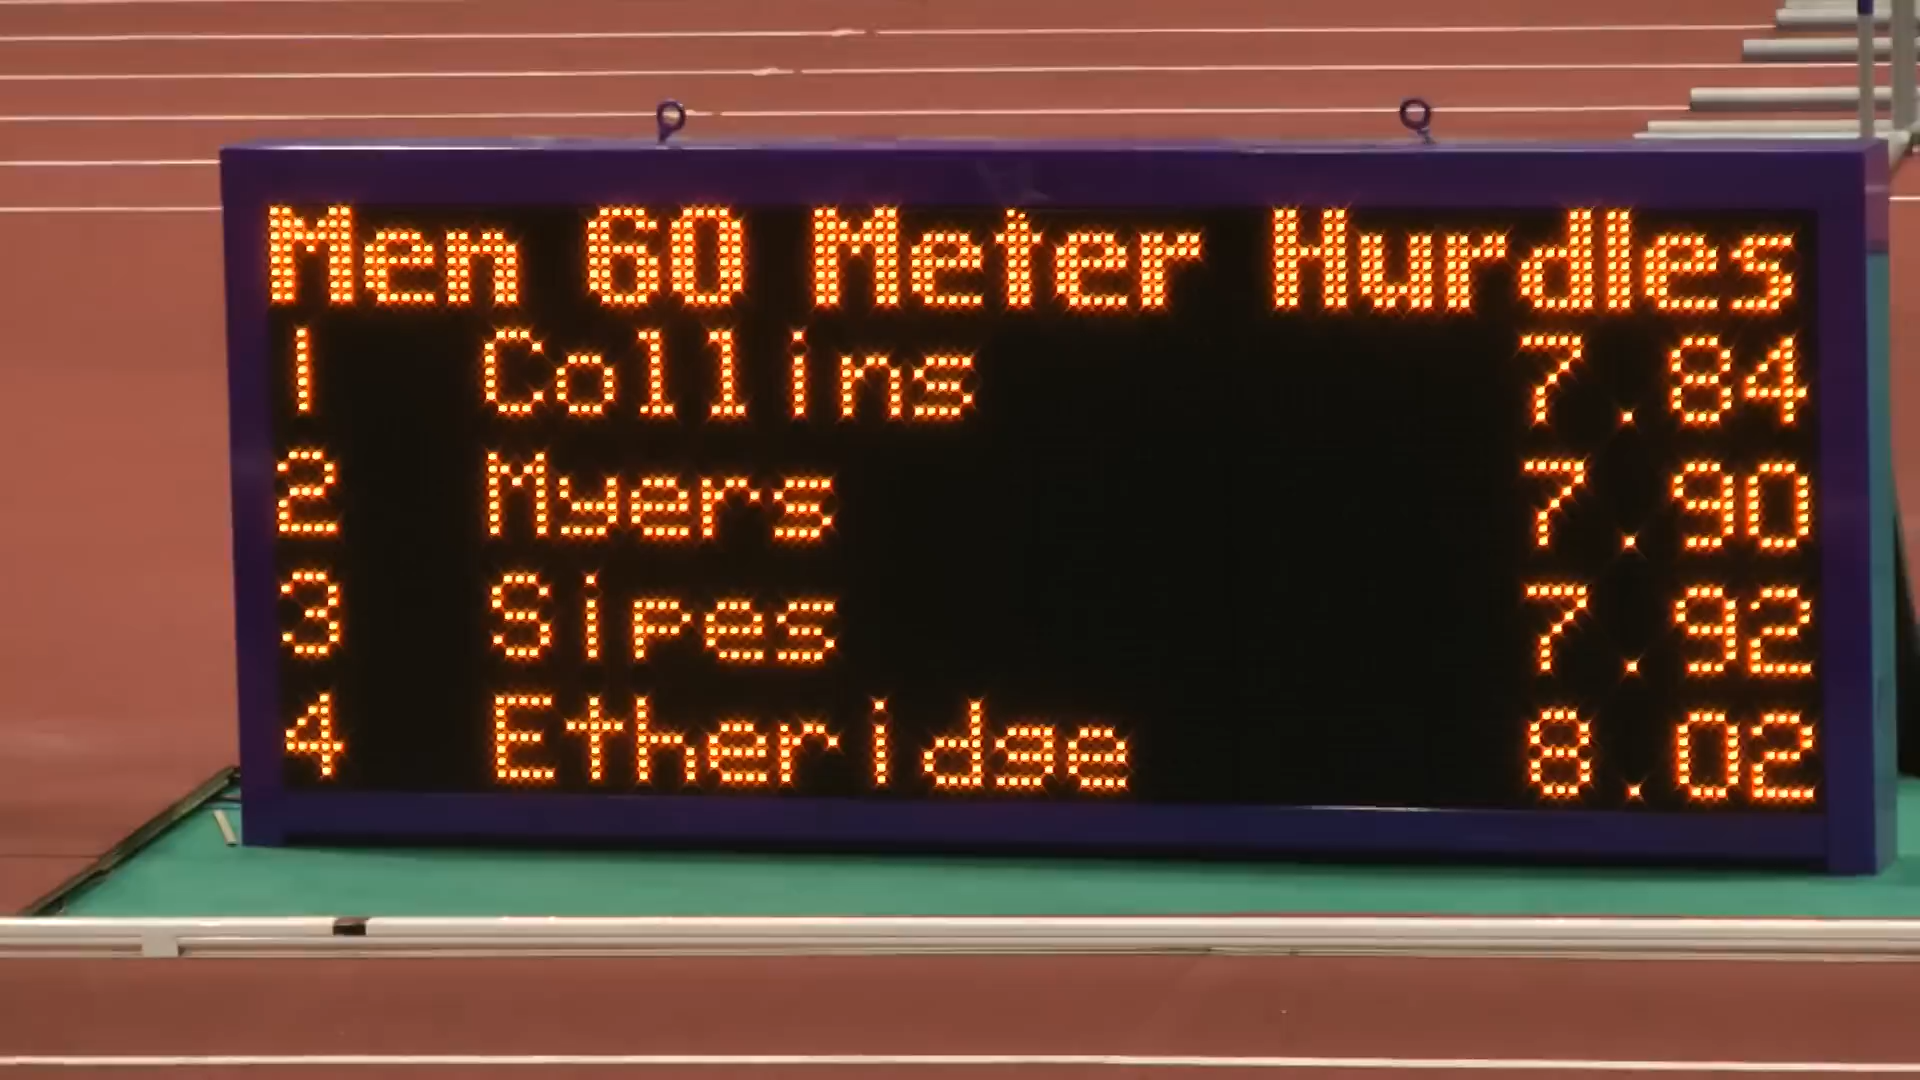 Men 60 Meter Hurdles
1 Collins 7.84
2 Myers 7.90
3 Sipes 7.92
4 Etheridge 8.02